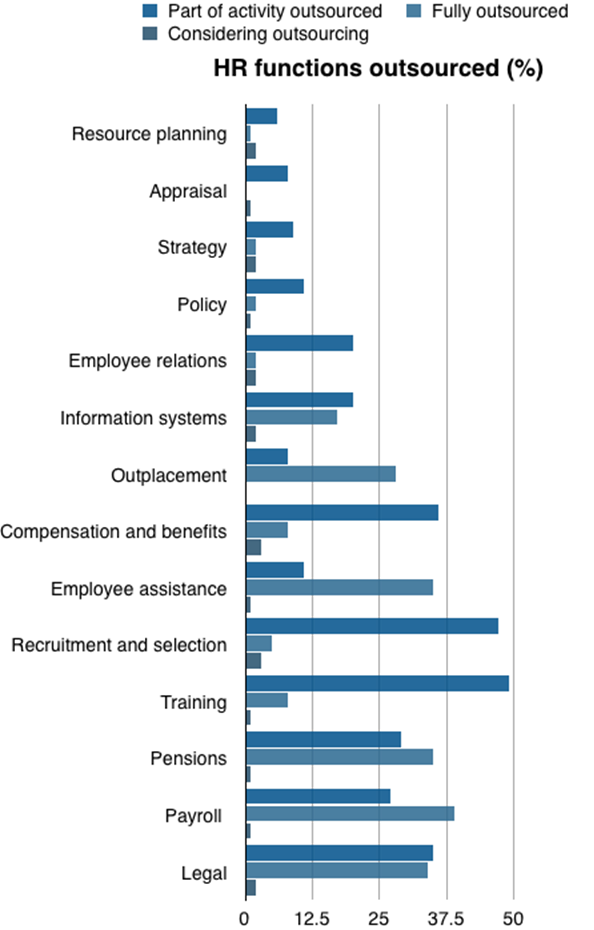 Part of activity outsourced Fully outsourced
Considering outsourcing
HR functions outsourced (%)
Resource planning
Appraisal
Strategy
Policy
Employee relations
Information systems
Outplacement
Compensation and benefits
Employee assistance
Recruitment and selection
Training
Pensions
Payroll
Legal
0 12.5 25 37.5 50